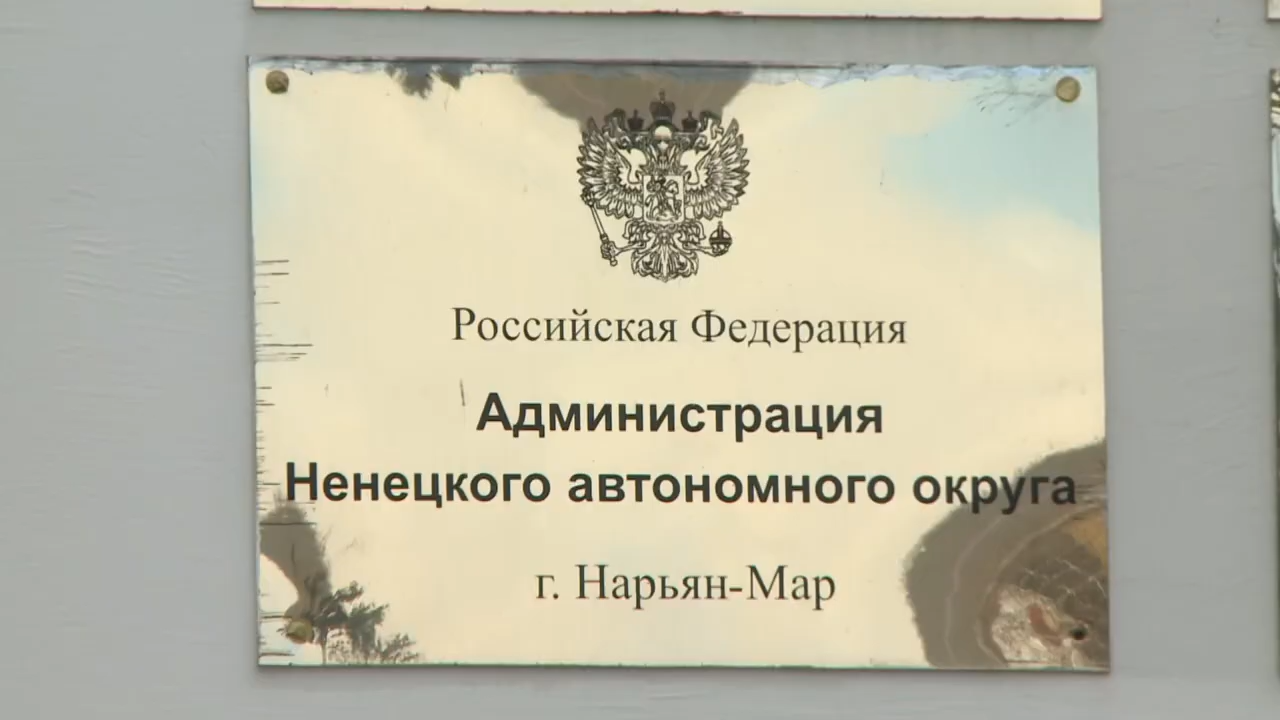 Российская Федерация
Администрация
Ненецкого автономного округа
г. Нарьян-Мар